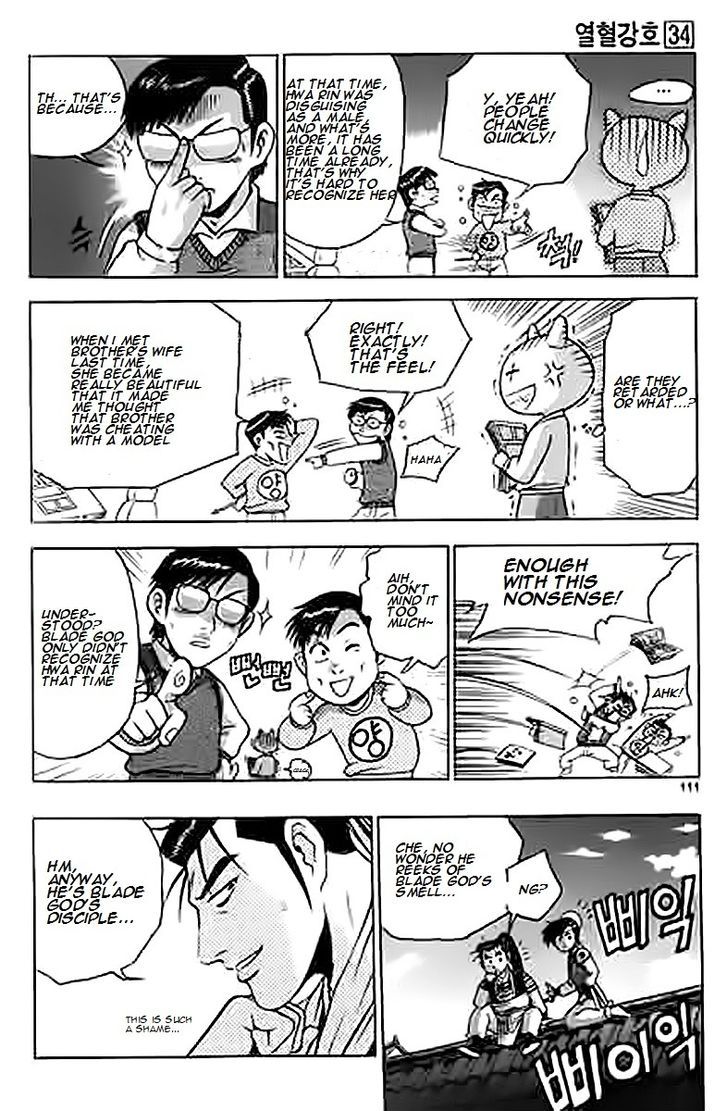 열혈강호 34
TH... THAT'S
BECAUSE...
AT THAT TIME,
HWA RIN WAS
DISGUISING
AS A MALE,
AND WHAT'S
MORE, IT HAS
BEEN A LONG
TIME ALREADY,
THAT'S WHY
IT'S HARD TO
RECOGNIZE HER
Y, YEAH!
PEOPLE
CHANGE
QUICKLY!
...
WHEN I MET
BROTHER'S WIFE
LAST TIME
SHE BECAME
REALLY BEAUTIFUL
THAT IT MADE
ME THOUGHT
THAT BROTHER
WAS CHEATING
WITH A MODEL
RIGHT!
EXACTLY!
THAT'S
THE FEEL!
HAHA
ARE THEY
RETARDED
OR WHAT...?
UNDER-
STOOD?
BLADE GOD
ONLY DIDN'T
RECOGNIZE
HWA RIN AT
THAT TIME
AIH,
DON'T
MIND IT
TOO
MUCH~
뻔뻔
ENOUGH
WITH THIS
NONSENSE!
AHK!
111
HM,
ANYWAY,
HE'S BLADE
GOD'S
DISCIPLE...
THIS IS SUCH
A SHAME...
CHE, NO
WONDER HE
REEKS OF
BLADE GOD'S
SMELL...
NG?
삐익
삐이익